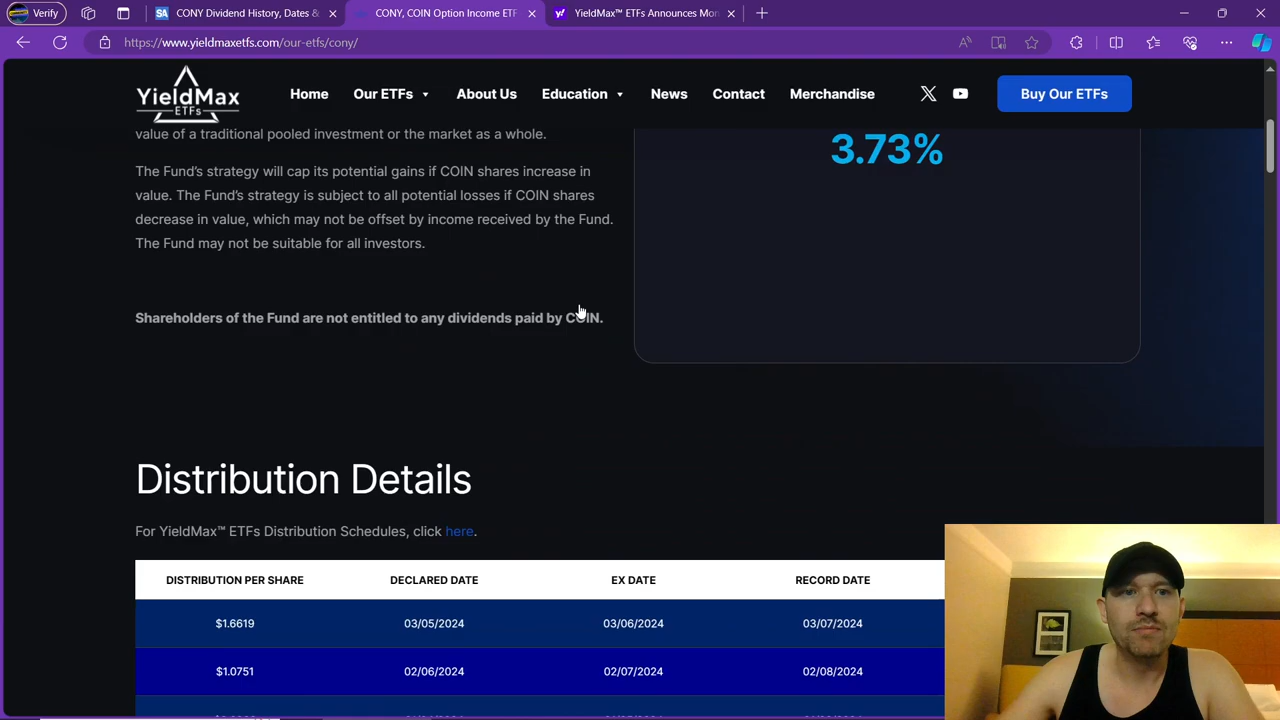 Verify
CONY Dividend History, Dates &
CONY, COIN Option Income ETF
YieldMax™ ETFs Announces Mon
https://www.yieldmaxetfs.com/our-etfs/cony/
YieldMax
ETFs
Home
Our ETFs
About Us
Education
News
Contact
Merchandise
Buy Our ETFs
value of a traditional pooled investment or the market as a whole.
3.73%
The Fund's strategy will cap its potential gains if COIN shares increase in
value. The Fund's strategy is subject to all potential losses if COIN shares
decrease in value, which may not be offset by income received by the Fund.
The Fund may not be suitable for all investors.
Shareholders of the Fund are not entitled to any dividends paid by COIN.
Distribution Details
For YieldMax™ ETFs Distribution Schedules, click here.
DISTRIBUTION PER SHARE DECLARED DATE EX DATE RECORD DATE
$1.6619 03/05/2024 03/06/2024 03/07/2024
$1.0751 02/06/2024 02/07/2024 02/08/2024